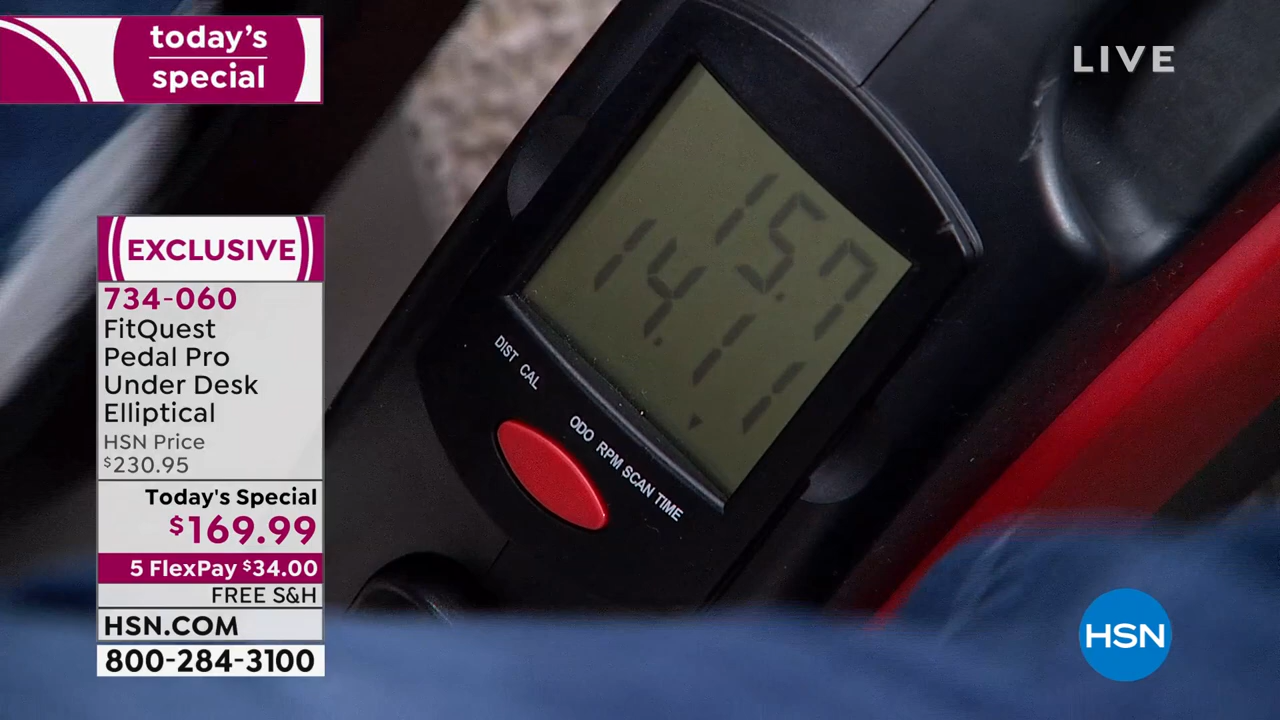 today's
special
LIVE
EXCLUSIVE
734-060
FitQuest
Pedal Pro
Under Desk
Elliptical
HSN Price
$230.95
Today's Special
$169.99
5 FlexPay $34.00
FREE S&H
HSN.COM
800-284-3100
15.7
14.11
DIST CAL
ODO RPM SCAN TIME
HSN